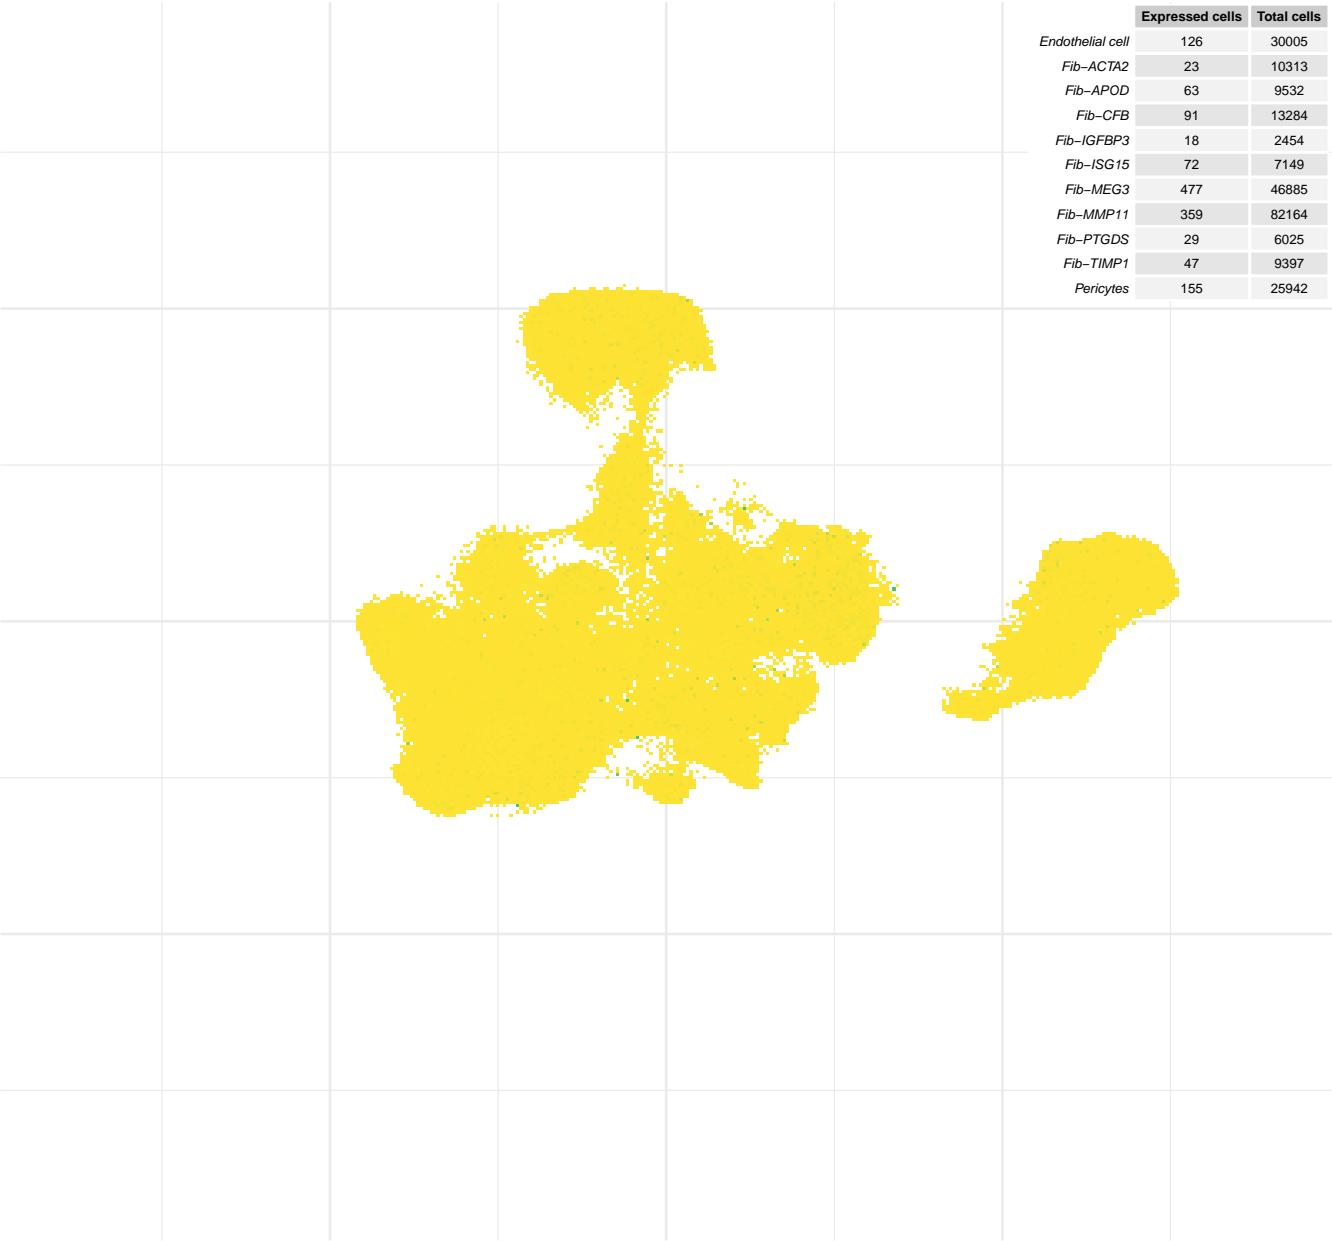 Expressed cells Total cells
Endothelial cell 126 30005
Fib−ACTA2 23 10313
Fib−APOD 63 9532
Fib−CFB 91 13284
Fib−IGFBP3 18 2454
Fib−ISG15 72 7149
Fib−MEG3 477 46885
Fib−MMP11 359 82164
Fib−PTGDS 29 6025
Fib−TIMP1 47 9397
Pericytes 155 25942